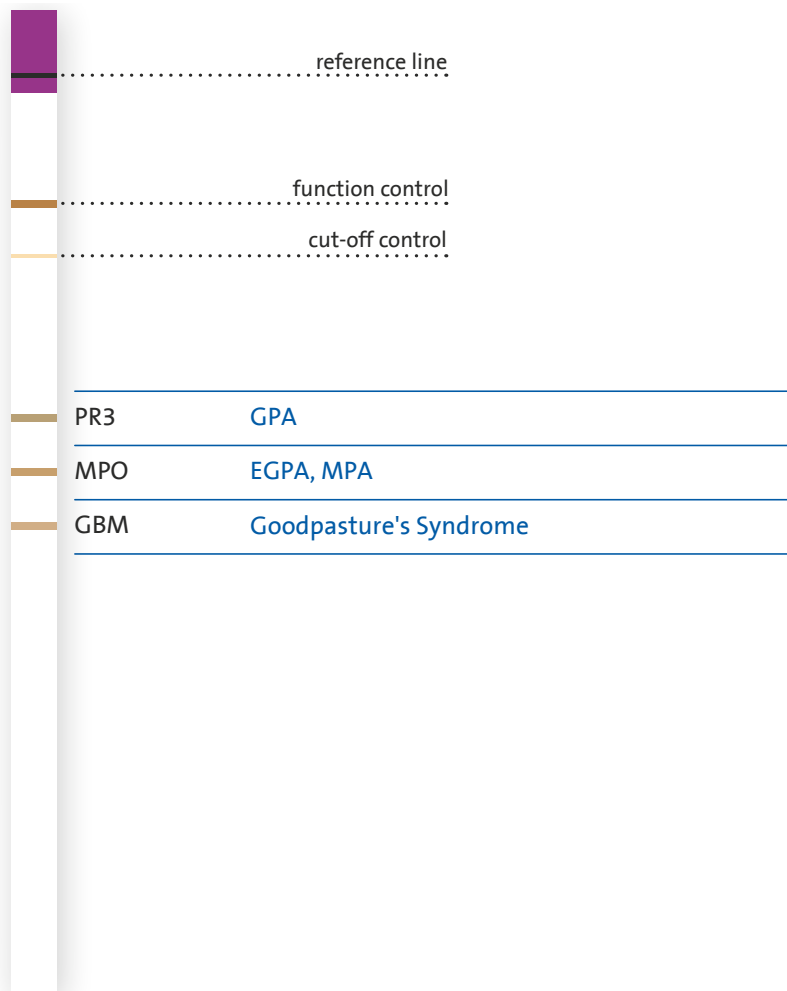 reference line
function control
cut-off control
PR3 GPA
MPO EGPA, MPA
GBM Goodpasture's Syndrome